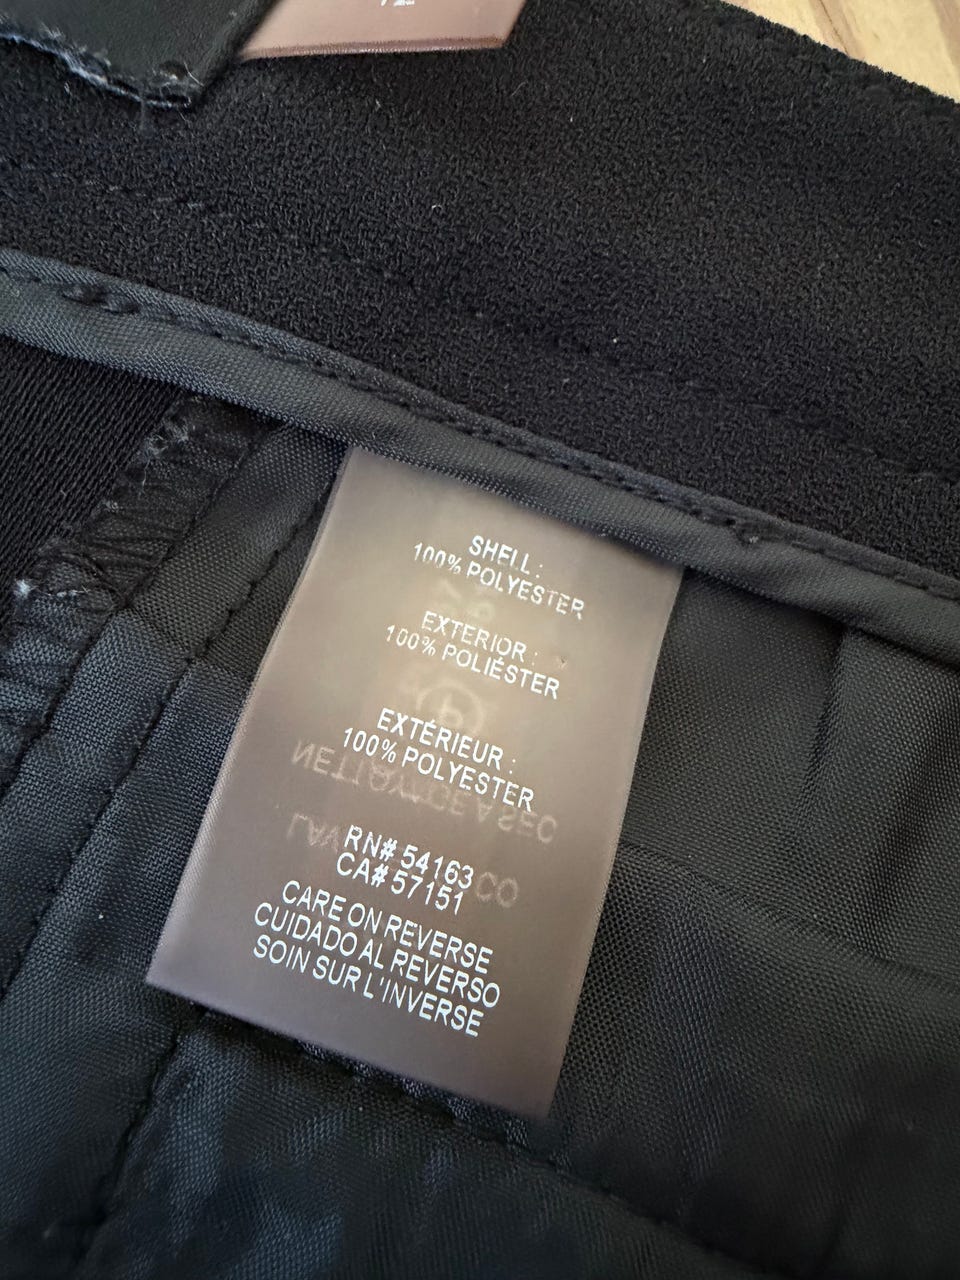 SHELL:
100% POLYESTER
EXTERIOR:
100% POLIÉSTER
EXTÉRIEUR:
100% POLYESTER
RN# 54163
CA# 57151
CARE ON REVERSE
CUIDADO AL REVERSO
SOIN SUR L'INVERSE